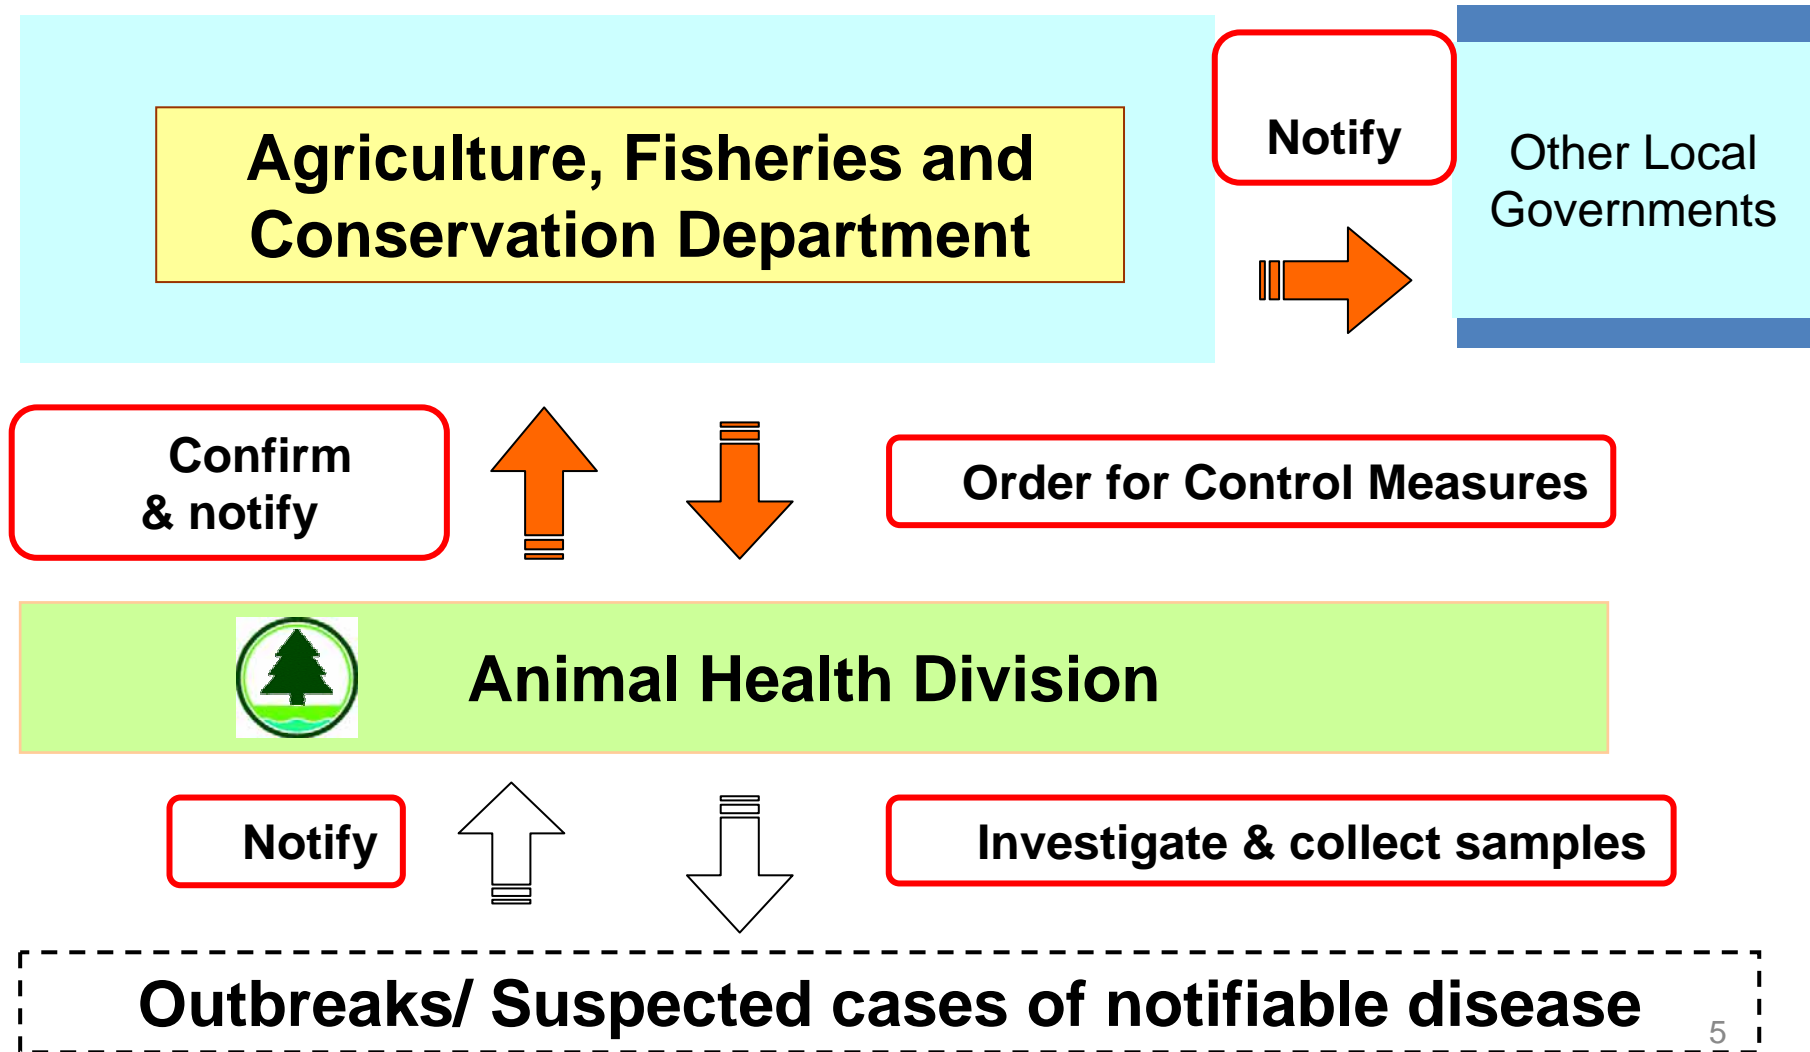 Agriculture, Fisheries and
Conservation Department
Notify
Other Local
Governments
Confirm
& notify
Order for Control Measures
Animal Health Division
Notify
Investigate & collect samples
Outbreaks/ Suspected cases of notifiable disease
5